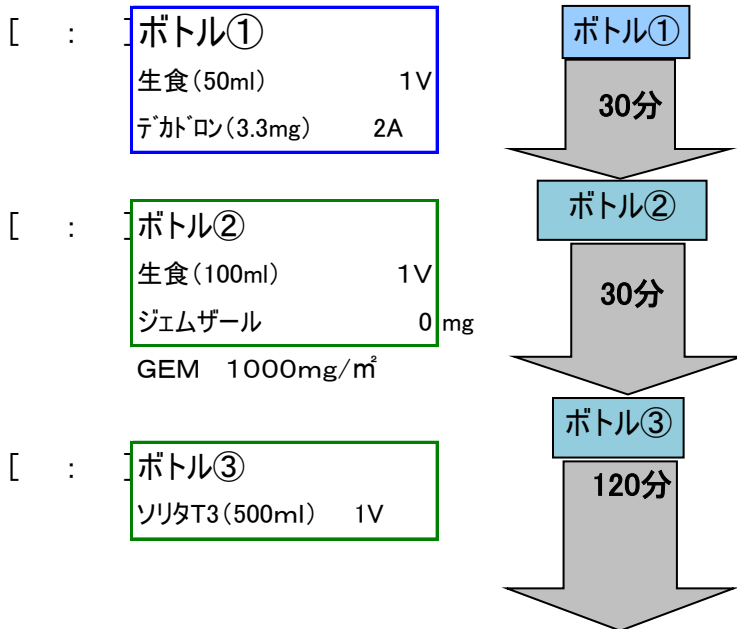 [　:　]ボトル①
生食(50ml)　1V
ﾃﾞｶﾄﾞﾛﾝ(3.3mg)　2A
[　:　]ボトル②
生食(100ml)　1V
ジェムザール　0 mg
GEM　1000mg/㎡
[　:　]ボトル③
ソリタT3(500ml)　1V
ボトル①
30分
ボトル②
30分
ボトル③
120分